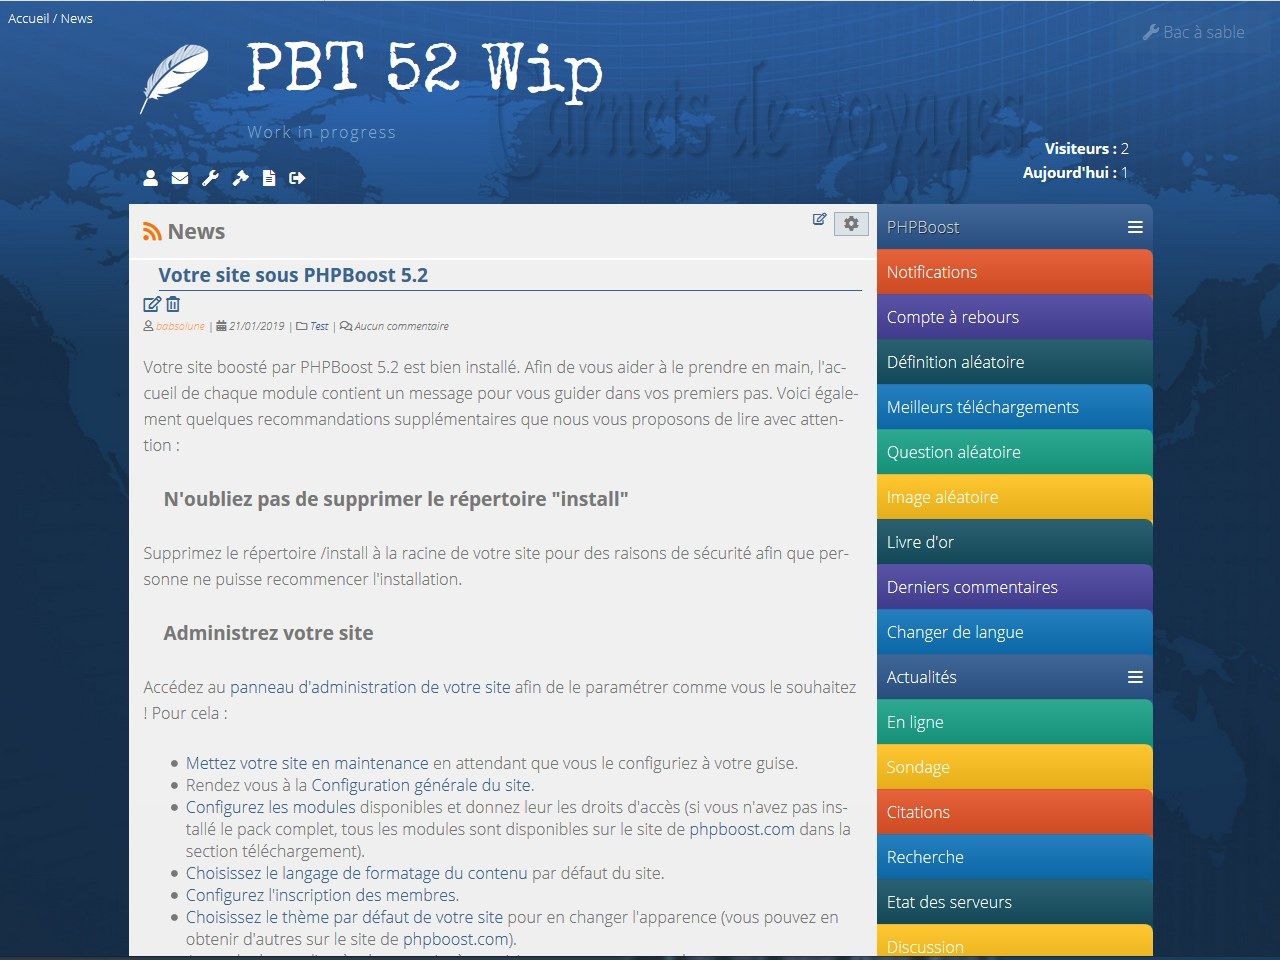 Accueil / News
Bac à sable
PBT 52 Wip
Carnets de voyages
Work in progress
Visiteurs : 2
Aujourd'hui : 1
News
Votre site sous PHPBoost 5.2
babsolune | 21/01/2019 | Test | Aucun commentaire
Votre site boosté par PHPBoost 5.2 est bien installé. Afin de vous aider à le prendre en main, l'ac-
cueil de chaque module contient un message pour vous guider dans vos premiers pas. Voici égale-
ment quelques recommandations supplémentaires que nous vous proposons de lire avec atten-
tion :
N'oubliez pas de supprimer le répertoire "install"
Supprimez le répertoire /install à la racine de votre site pour des raisons de sécurité afin que per-
sonne ne puisse recommencer l'installation.
Administrez votre site
Accédez au panneau d'administration de votre site afin de le paramétrer comme vous le souhaitez
! Pour cela :
Mettez votre site en maintenance en attendant que vous le configuriez à votre guise.
Rendez vous à la Configuration générale du site.
Configurez les modules disponibles et donnez leur les droits d'accès (si vous n'avez pas ins-
tallé le pack complet, tous les modules sont disponibles sur le site de phpboost.com dans la
section téléchargement).
Choisissez le langage de formatage du contenu par défaut du site.
Configurez l'inscription des membres.
Choisissez le thème par défaut de votre site pour en changer l'apparence (vous pouvez en
obtenir d'autres sur le site de phpboost.com).
PHPBoost
Notifications
Compte à rebours
Définition aléatoire
Meilleurs téléchargements
Question aléatoire
Image aléatoire
Livre d'or
Derniers commentaires
Changer de langue
Actualités
En ligne
Sondage
Citations
Recherche
Etat des serveurs
Discussion